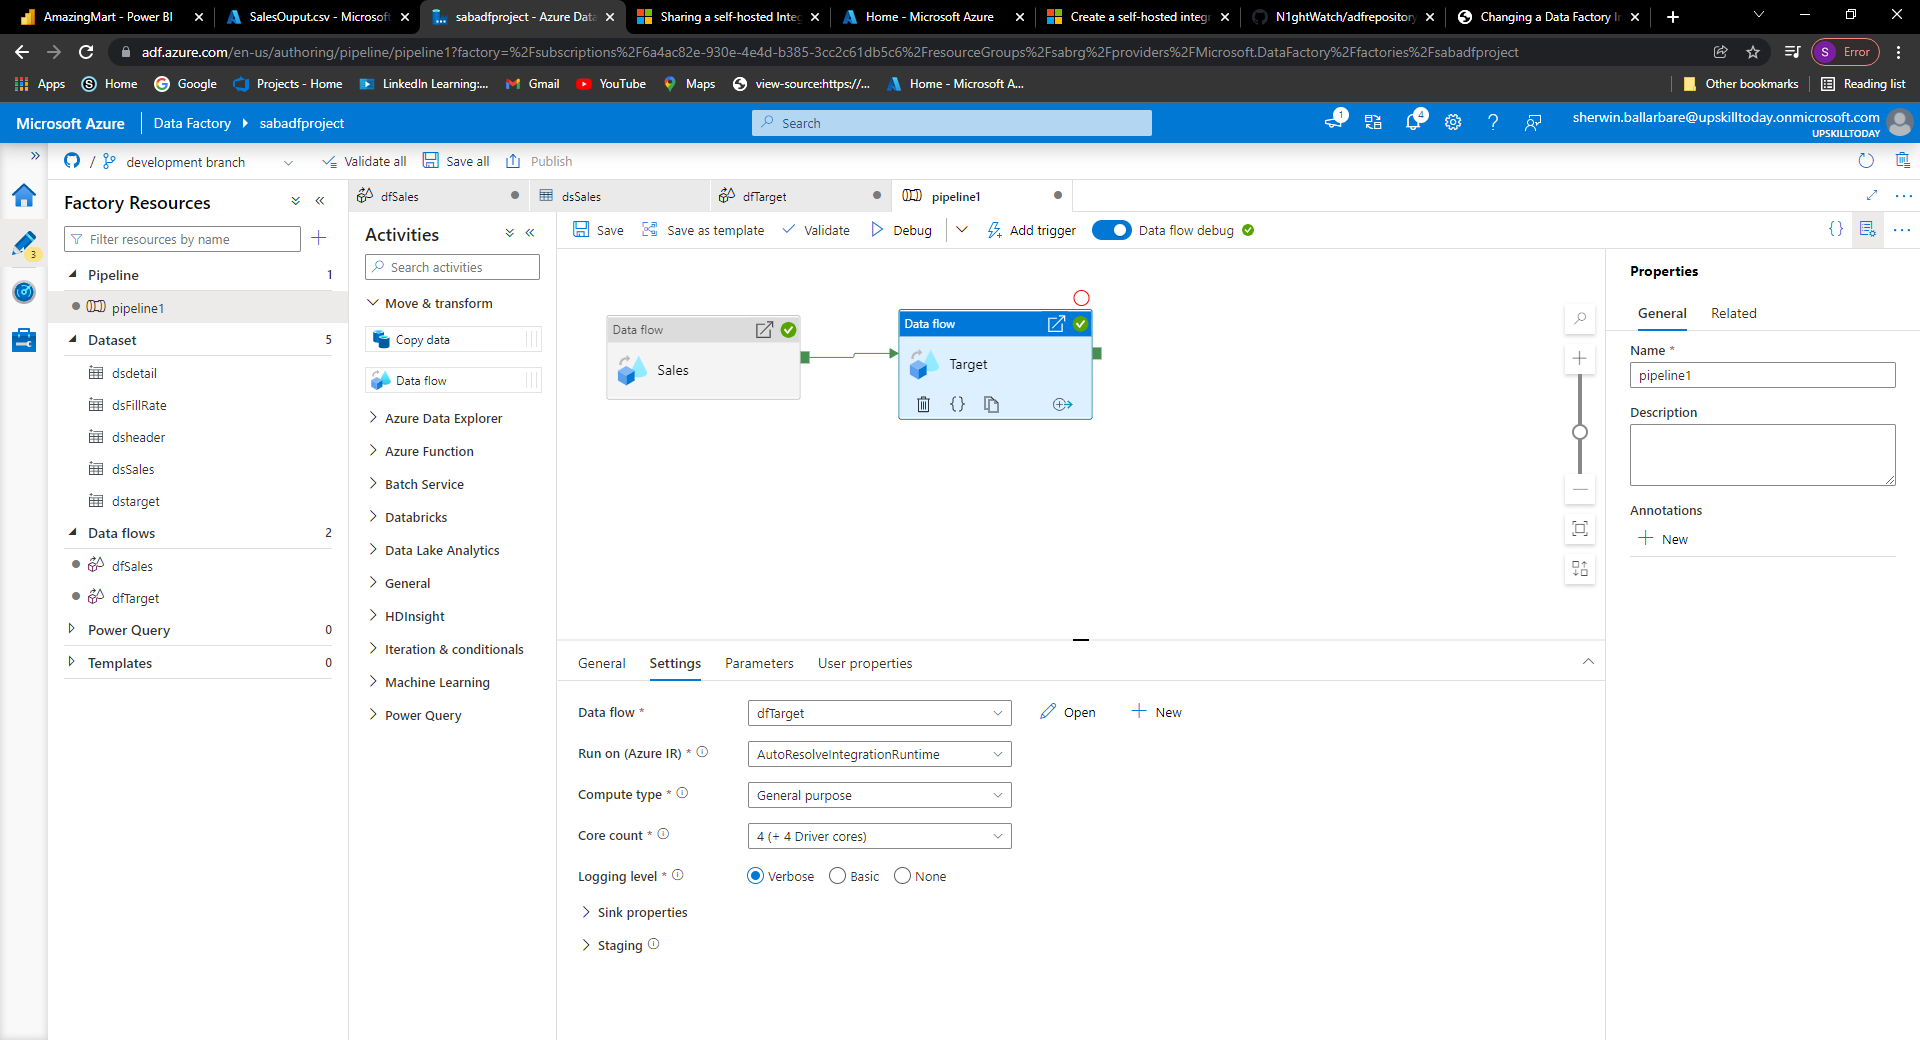 AmazingMart - Power BI
SalesOuput.csv - Microsoft
sabadfproject - Azure Data
Sharing a self-hosted Integ
Home - Microsoft Azure
Create a self-hosted integr
N1ghtWatch/adfrepository
Changing a Data Factory In
adf.azure.com/en-us/authoring/pipeline/pipeline1?factory=%2Fsubscriptions%2F6a4ac82e-930e-4e4d-b385-3cc2c61db5c6%2FresourceGroups%2Fsabrg%2Fproviders%2FMicrosoft.DataFactory%2Ffactories%2Fsabadfproject
S Error
Apps
Home
Google
Projects - Home
LinkedIn Learning:...
Gmail
YouTube
Maps
view-source:https://...
Home - Microsoft A...
Other bookmarks
Reading list
Microsoft Azure
Data Factory
sabadfproject
Search
1
4
sherwin.ballarbare@upskilltoday.onmicrosoft.com
UPSKILLTODAY
/ development branch
Validate all
Save all
Publish
3
Factory Resources
Filter resources by name
Pipeline 1
pipeline1
Dataset 5
dsdetail
dsFillRate
dsheader
dsSales
dstarget
Data flows 2
dfSales
dfTarget
Power Query 0
Templates 0
dfSales
dsSales
dfTarget
pipeline1
Activities
Search activities
Move & transform
Copy data
Data flow
Azure Data Explorer
Azure Function
Batch Service
Databricks
Data Lake Analytics
General
HDInsight
Iteration & conditionals
Machine Learning
Power Query
Save
Save as template
Validate
Debug
Add trigger
Data flow debug
{}
Data flow
Sales
Data flow
Target
{}
General
Settings
Parameters
User properties
Data flow *
dfTarget
Open
New
Run on (Azure IR) *
AutoResolveIntegrationRuntime
Compute type *
General purpose
Core count *
4 (+ 4 Driver cores)
Logging level *
Verbose
Basic
None
Sink properties
Staging
Properties
General
Related
Name *
pipeline1
Description
Annotations
New